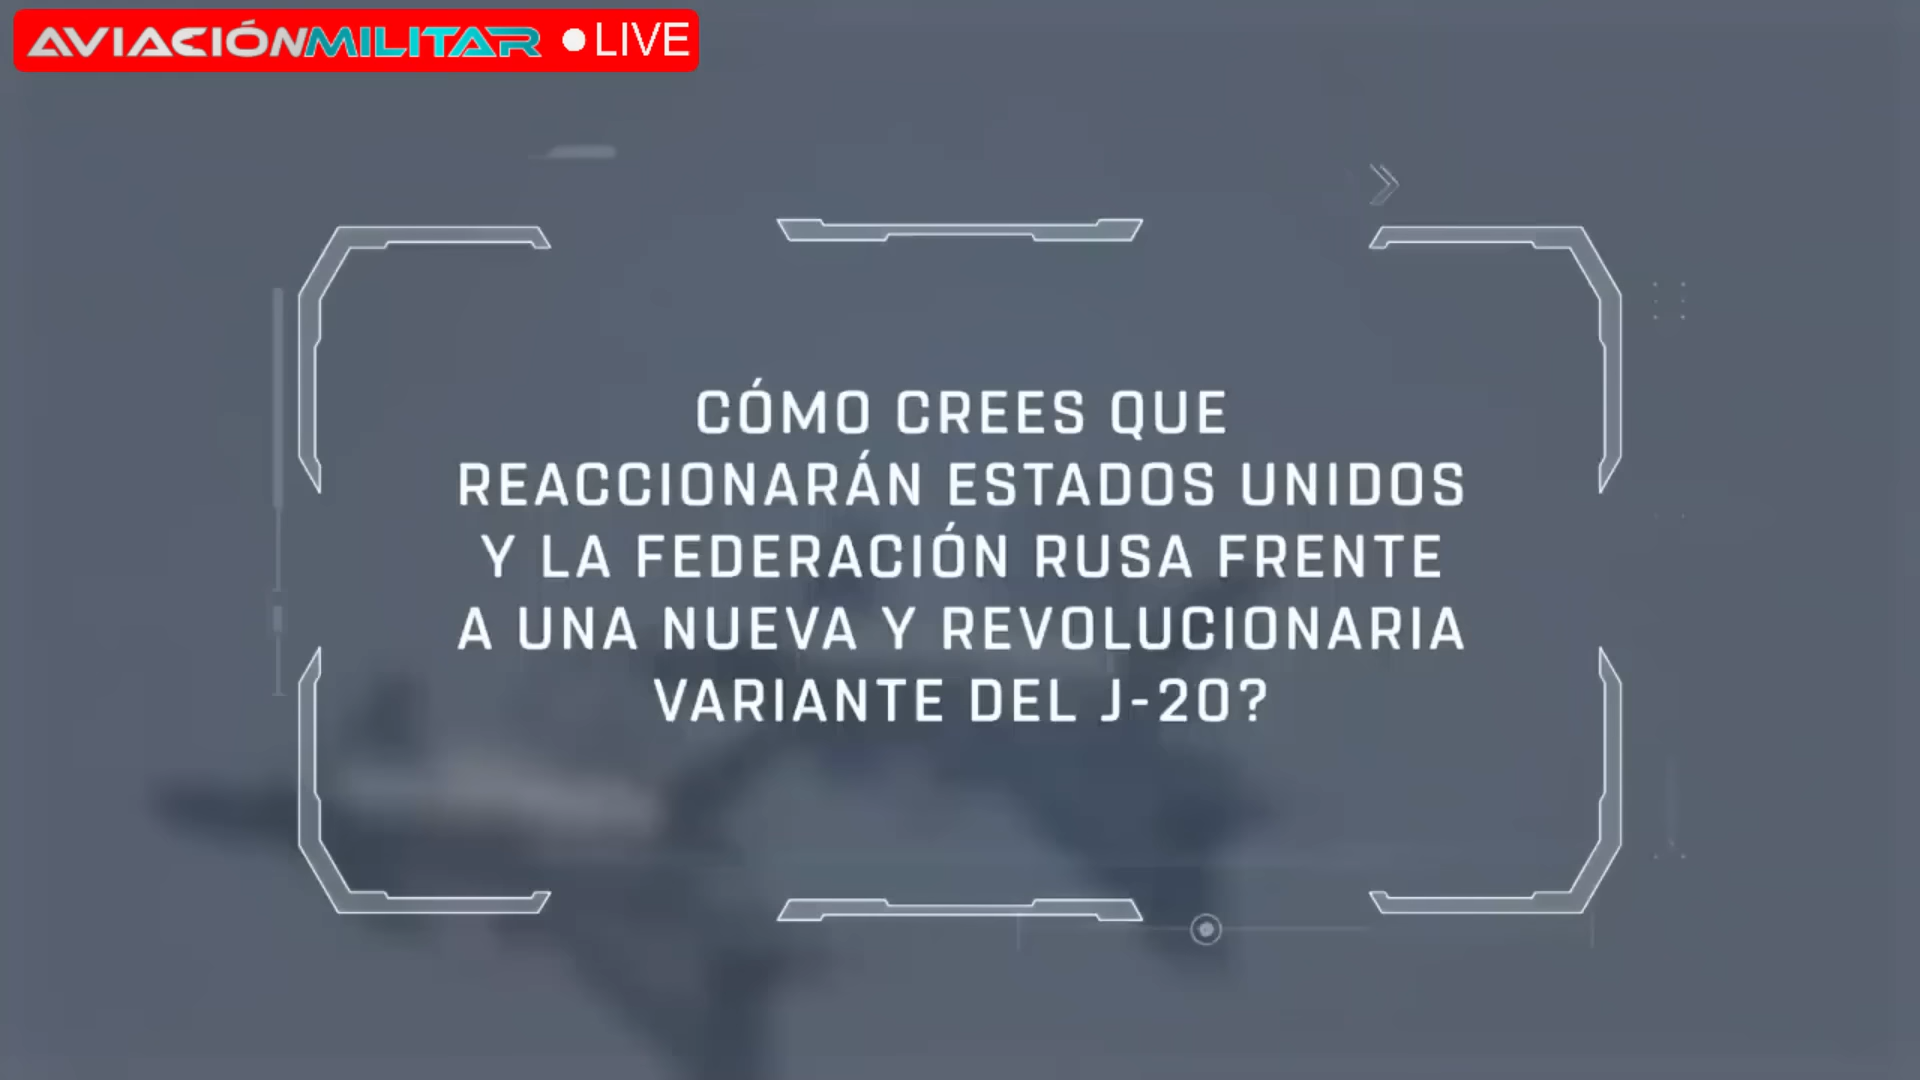 AVIACIÓNMILITAR LIVE
CÓMO CREES QUE
REACCIONARÁN ESTADOS UNIDOS
Y LA FEDERACIÓN RUSA FRENTE
A UNA NUEVA Y REVOLUCIONARIA
VARIANTE DEL J-20?